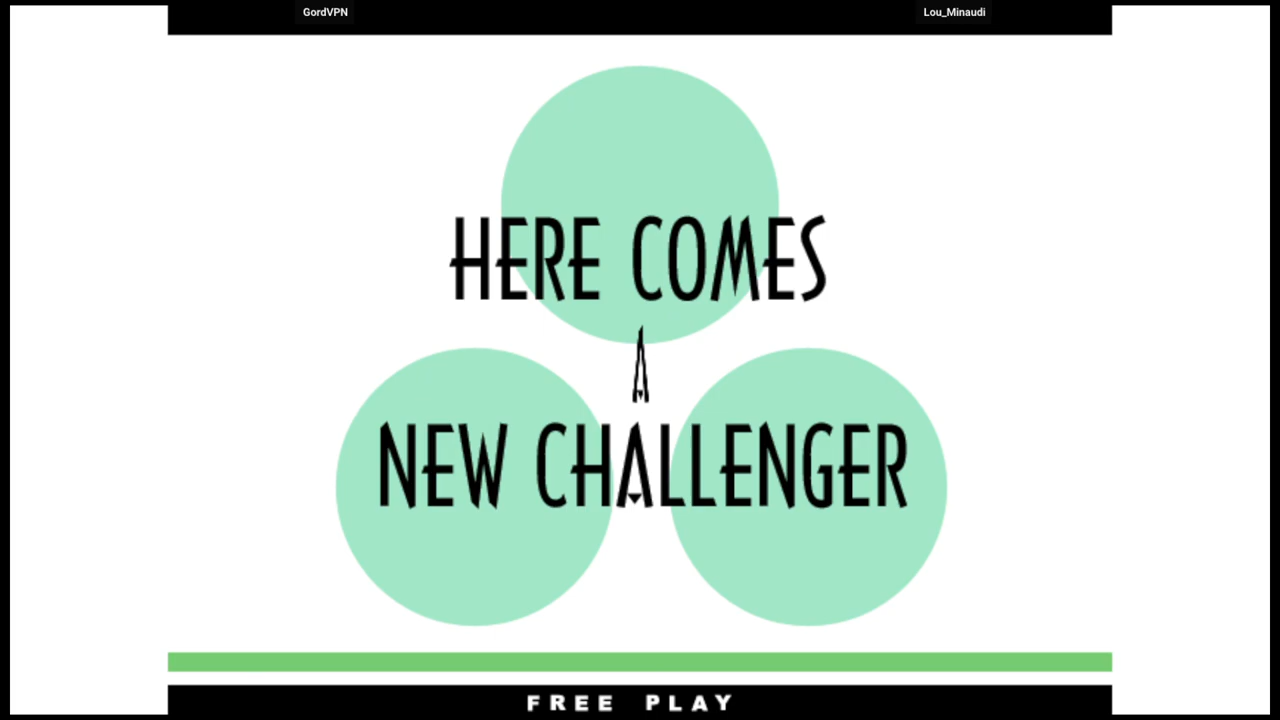 GordVPN Lou_Minaudi
HERE COMES
A
NEW CHALLENGER
FREE PLAY